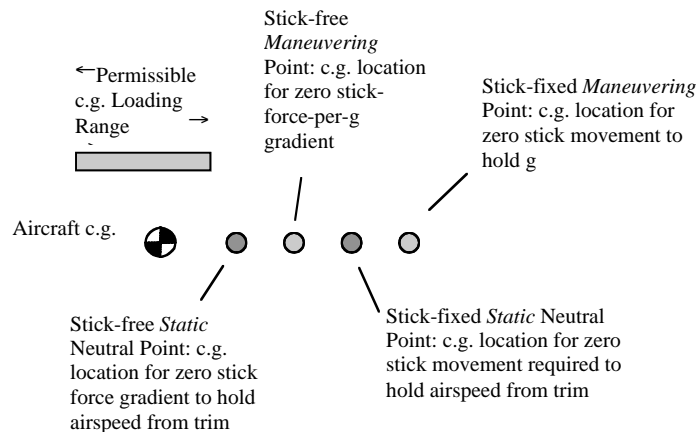 Stick-free
Maneuvering
Point: c.g. location
for zero stick-
force-per-g
gradient
←Permissible
c.g. Loading
Range →
Stick-fixed Maneuvering
Point: c.g. location for
zero stick movement to
hold g
Aircraft c.g.
Stick-free Static
Neutral Point: c.g.
location for zero stick
force gradient to hold
airspeed from trim
Stick-fixed Static Neutral
Point: c.g. location for zero
stick movement required to
hold airspeed from trim